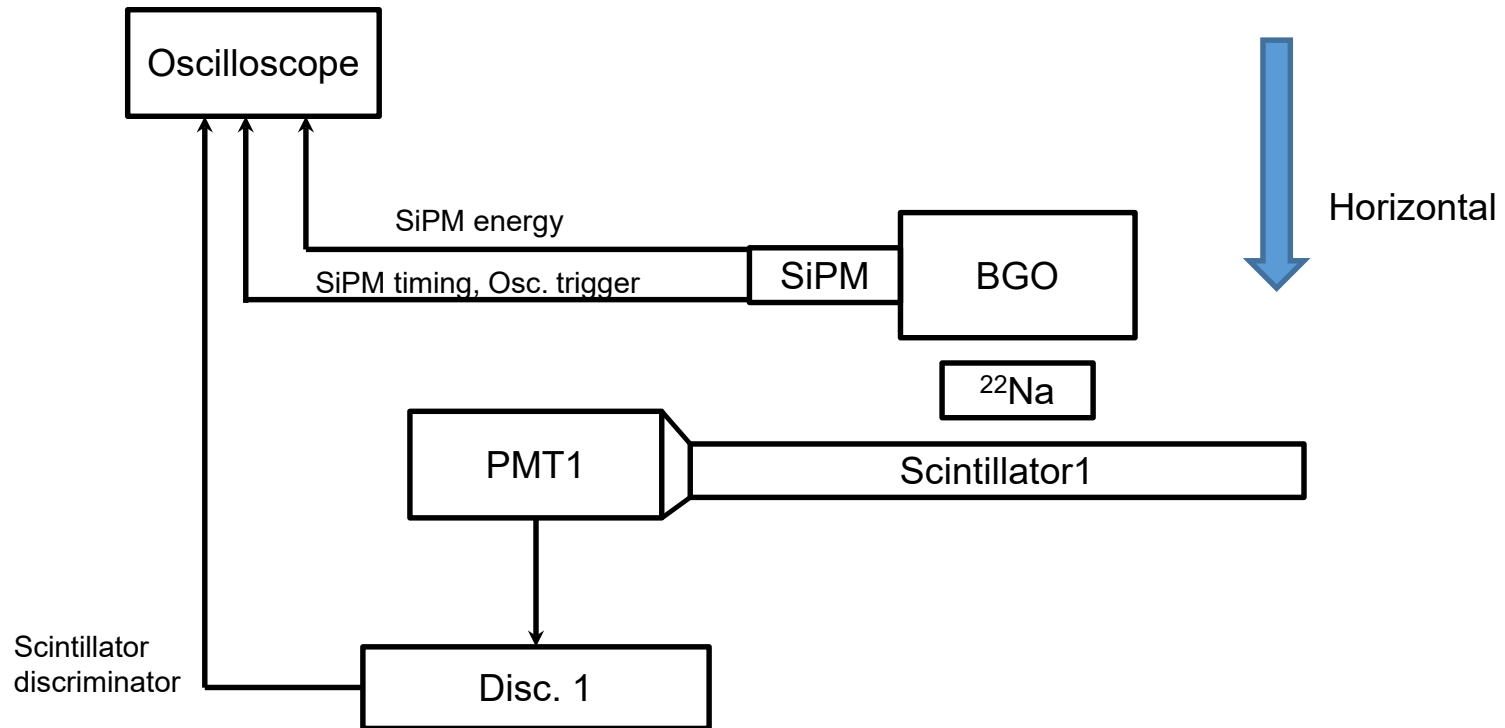 Oscilloscope
Horizontal
SiPM energy
SiPM timing, Osc. trigger
SiPM
BGO
²²Na
PMT1
Scintillator1
Scintillator
discriminator
Disc. 1